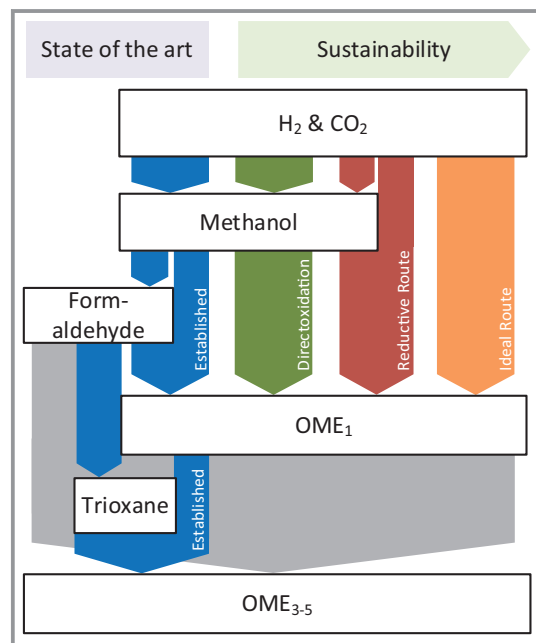 State of the art
Sustainability
H₂ & CO₂
Methanol
Form-
aldehyde
Established
Directoxidation
Reductive Route
Ideal Route
OME₁
Trioxane
Established
OME₃₋₅